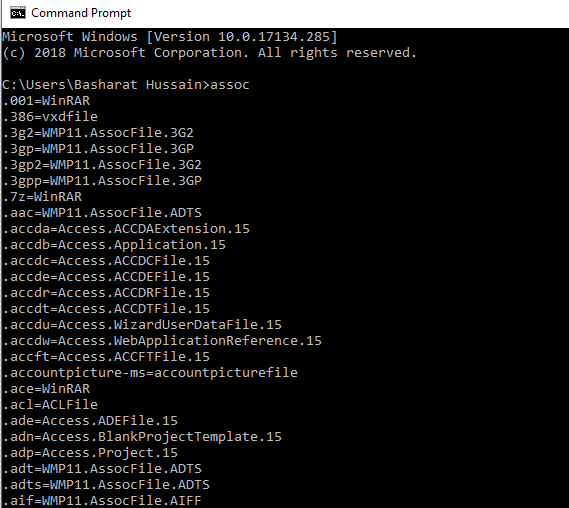 Command Prompt
Microsoft Windows [Version 10.0.17134.285]
(c) 2018 Microsoft Corporation. All rights reserved.
C:\Users\Basharat Hussain>assoc
.001=WinRAR
.386=vxdfile
.3g2=WMP11.AssocFile.3G2
.3gp=WMP11.AssocFile.3GP
.3gp2=WMP11.AssocFile.3G2
.3gpp=WMP11.AssocFile.3GP
.7z=WinRAR
.aac=WMP11.AssocFile.ADTS
.accda=Access.ACCDAExtension.15
.accdb=Access.Application.15
.accdc=Access.ACCDCFile.15
.accde=Access.ACCDEFile.15
.accdr=Access.ACCDRFile.15
.accdt=Access.ACCDTFile.15
.accdu=Access.WizardUserDataFile.15
.accdw=Access.WebApplicationReference.15
.accft=Access.ACCFTFile.15
.accountpicture-ms=accountpicturefile
.ace=WinRAR
.acl=ACLFile
.ade=Access.ADEFile.15
.adn=Access.BlankProjectTemplate.15
.adp=Access.Project.15
.adt=WMP11.AssocFile.ADTS
.adts=WMP11.AssocFile.ADTS
.aif=WMP11.AssocFile.AIFF